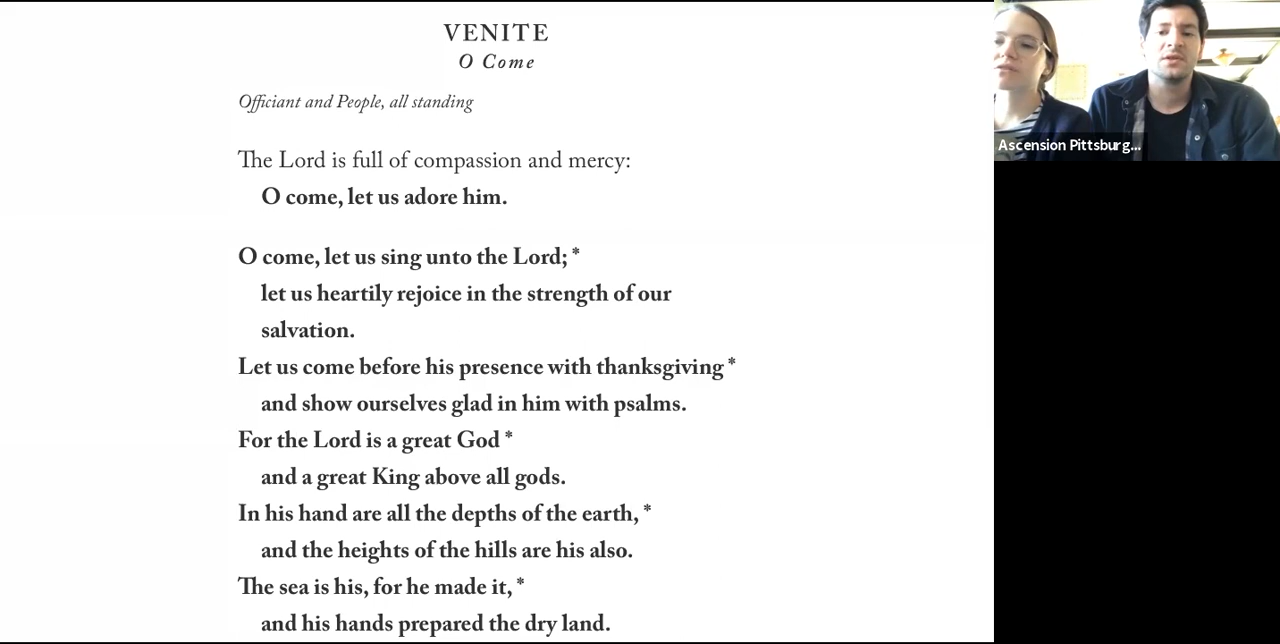 VENITE
O Come
Officiant and People, all standing
The Lord is full of compassion and mercy:
O come, let us adore him.
O come, let us sing unto the Lord; *
let us heartily rejoice in the strength of our
salvation.
Let us come before his presence with thanksgiving *
and show ourselves glad in him with psalms.
For the Lord is a great God *
and a great King above all gods.
In his hand are all the depths of the earth, *
and the heights of the hills are his also.
The sea is his, for he made it, *
and his hands prepared the dry land.
Ascension Pittsburg...